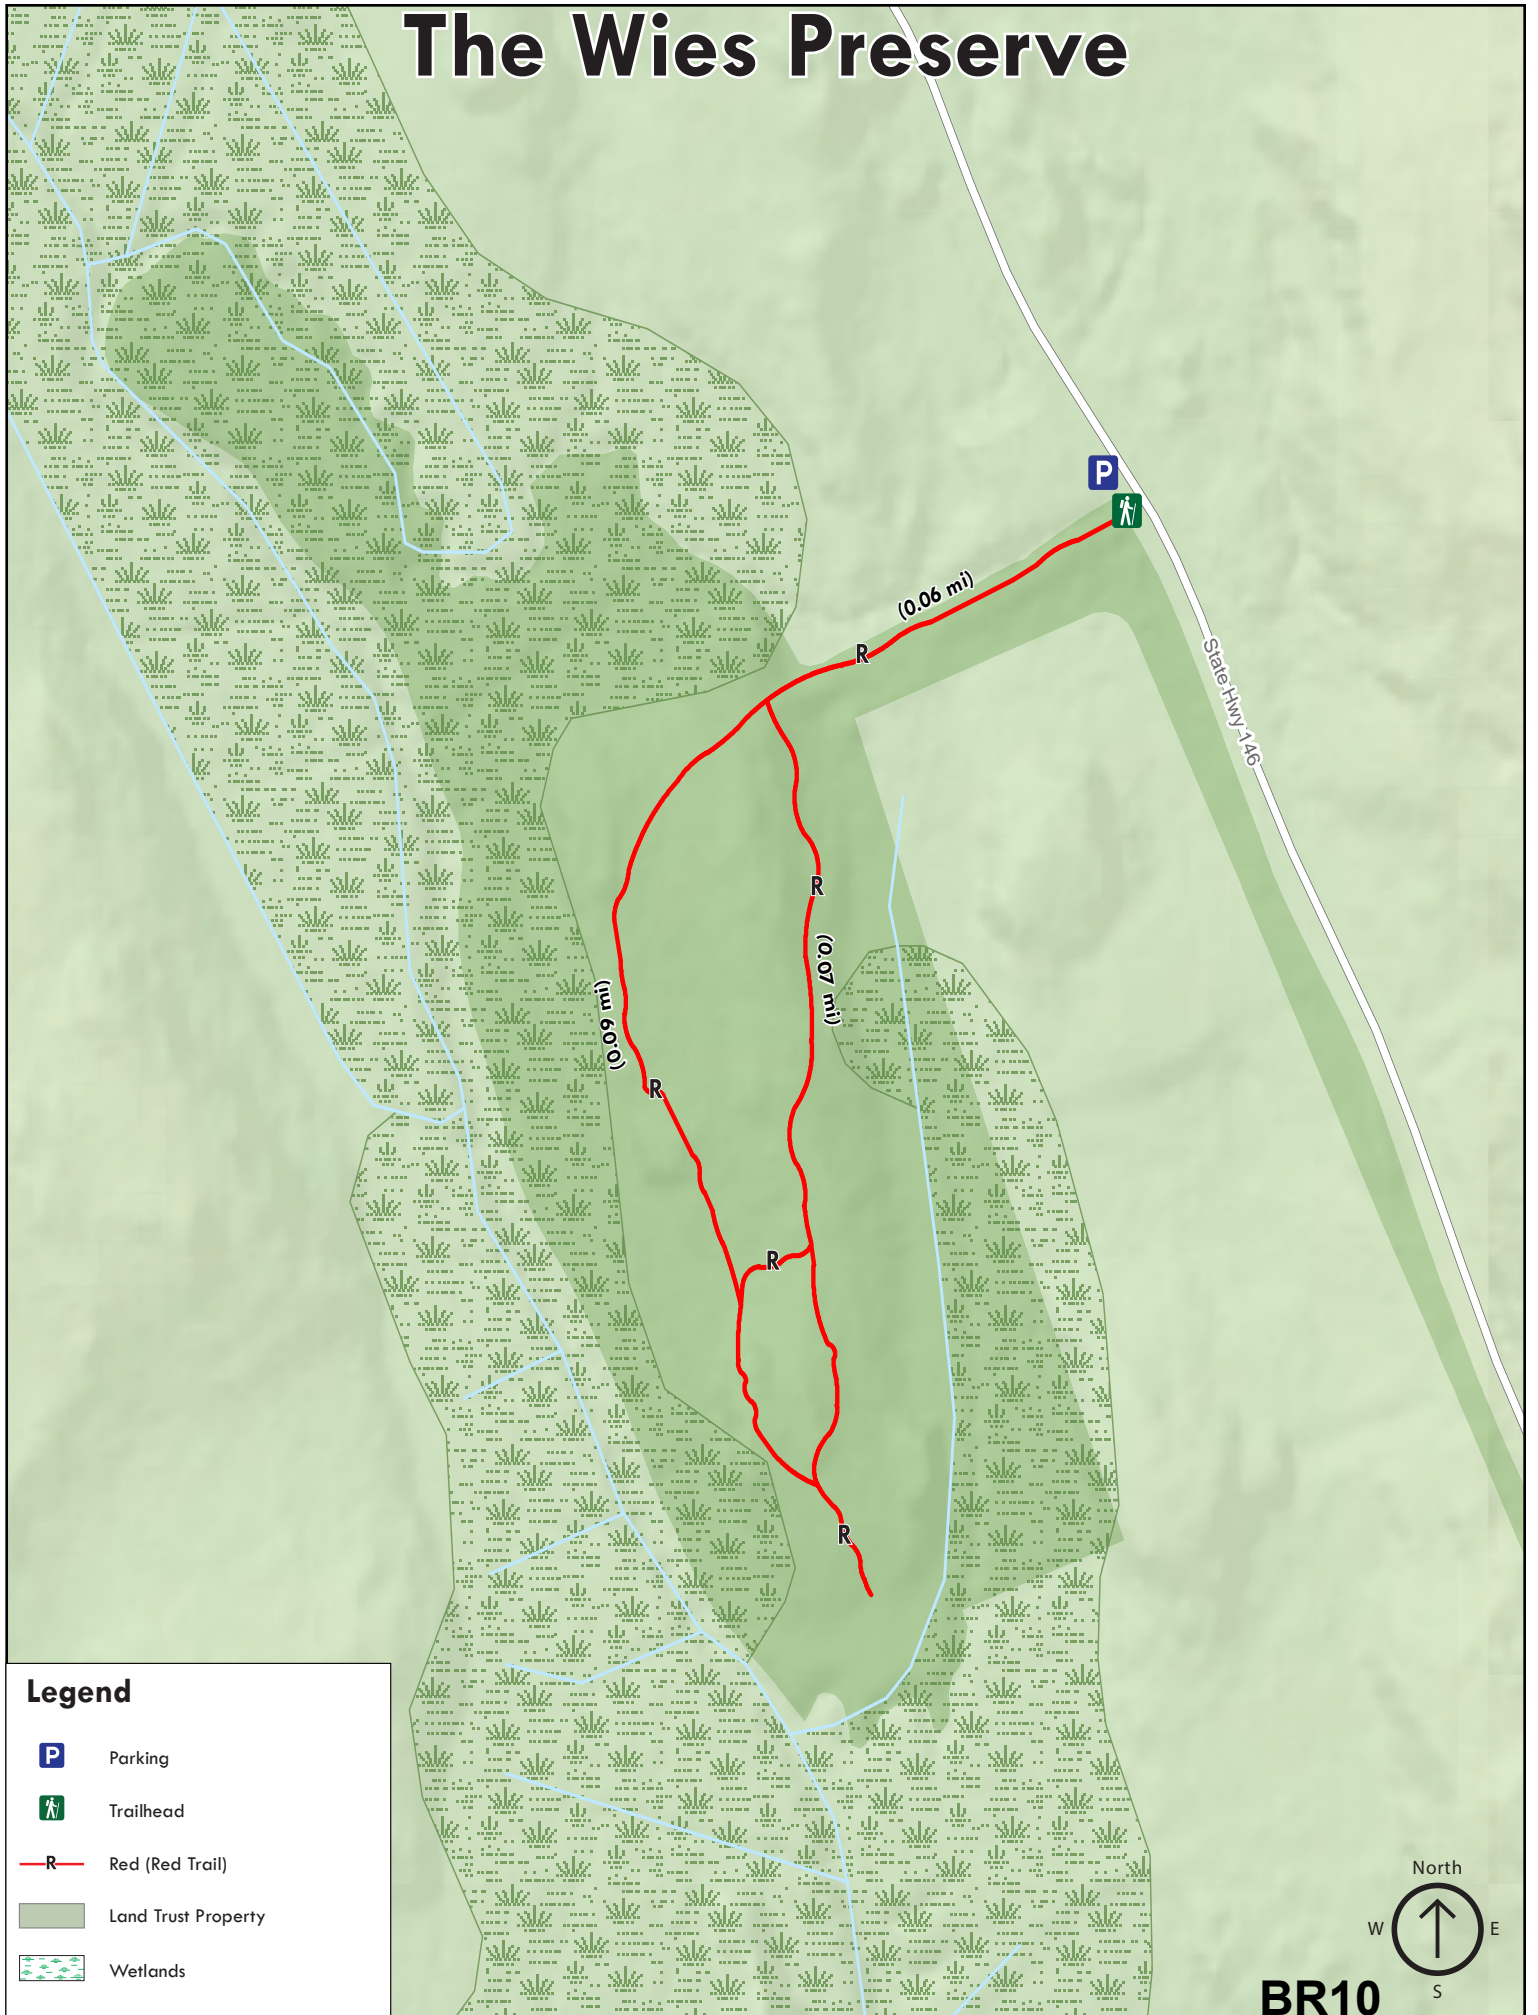 The Wies Preserve
P
(0.06 mi)
R
State Hwy 146
R
(0.07 mi)
(0.09 mi)
R
R
R
Legend
P Parking
Trailhead
R Red (Red Trail)
Land Trust Property
Wetlands
North
W E
S
BR10